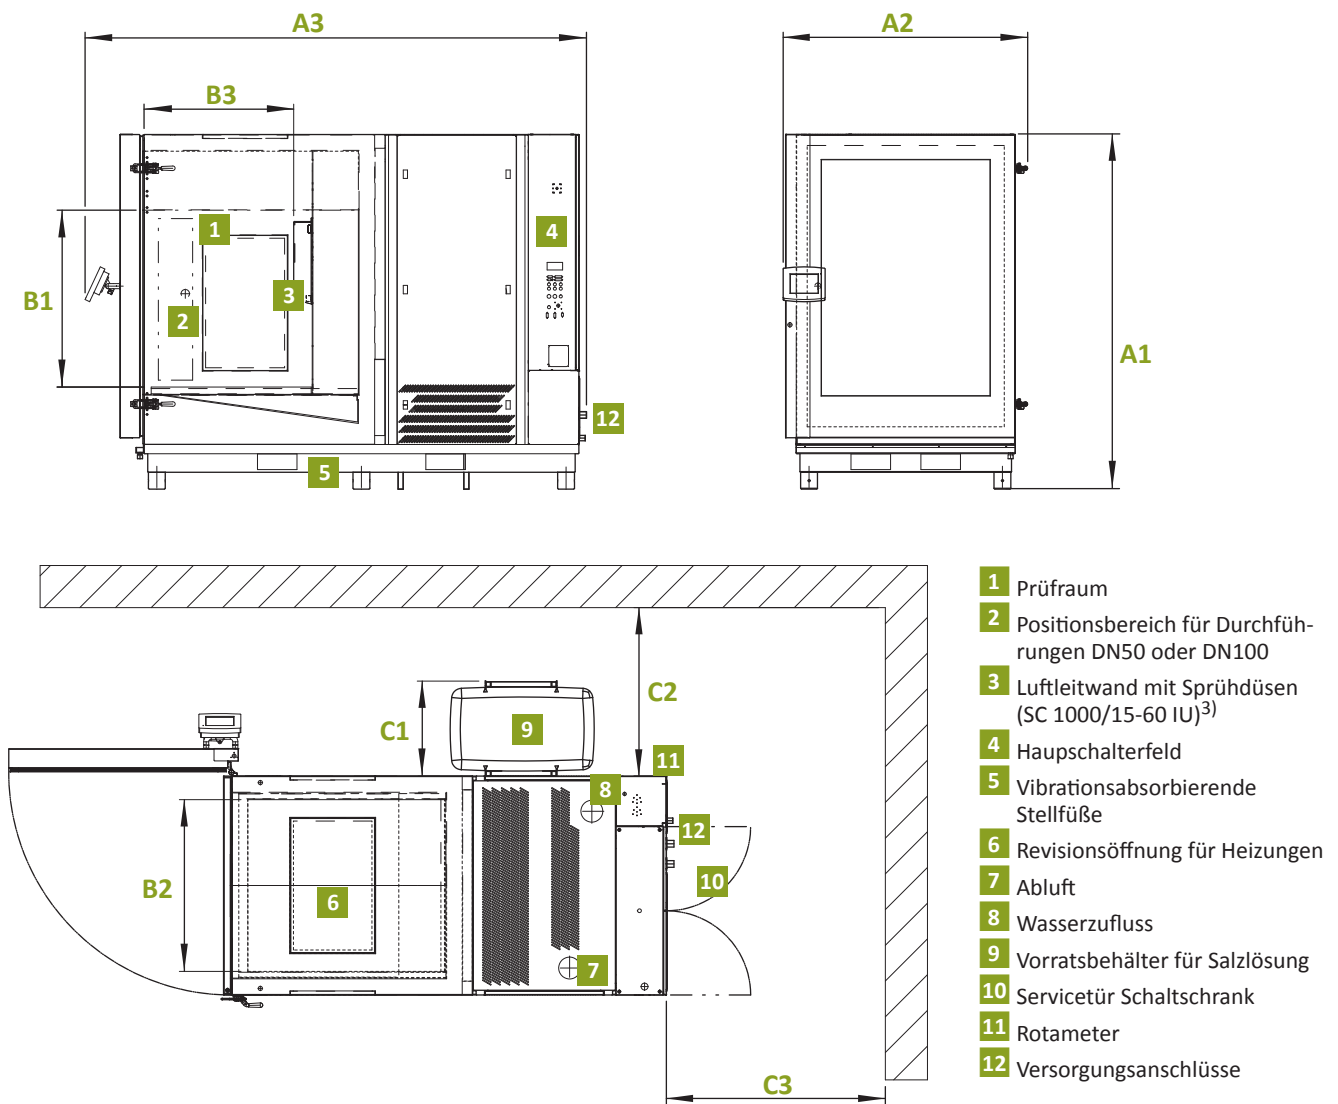 A3
A2
B3
1
4
B1
3
2
A1
12
5
C2
C1
9
11
8
12
B2
10
6
7
C3
1 Prüfraum
2 Positionsbereich für Durchfüh-
rungen DN50 oder DN100
3 Luftleitwand mit Sprühdüsen
(SC 1000/15-60 IU)3)
4 Haupschalterfeld
5 Vibrationsabsorbierende
Stellfüße
6 Revisionsöffnung für Heizungen
7 Abluft
8 Wasserzufluss
9 Vorratsbehälter für Salzlösung
10 Servicetür Schaltschrank
11 Rotameter
12 Versorgungsanschlüsse